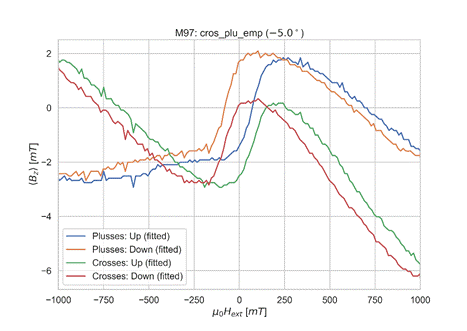 M97: cros_plu_emp (−5.0°)
2
0
−2
−4
−6
⟨B_z⟩ [mT]
Plusses: Up (fitted)
Plusses: Down (fitted)
Crosses: Up (fitted)
Crosses: Down (fitted)
−1000 −750 −500 −250 0 250 500 750 1000
μ₀H_ext [mT]